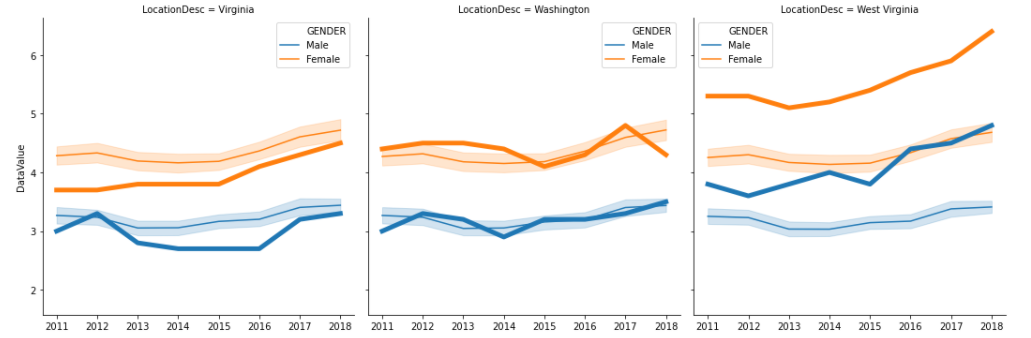 LocationDesc = Virginia
LocationDesc = Washington
LocationDesc = West Virginia
GENDER
Male
Female
GENDER
Male
Female
GENDER
Male
Female
DataValue
6
5
4
3
2
2011 2012 2013 2014 2015 2016 2017 2018
2011 2012 2013 2014 2015 2016 2017 2018
2011 2012 2013 2014 2015 2016 2017 2018